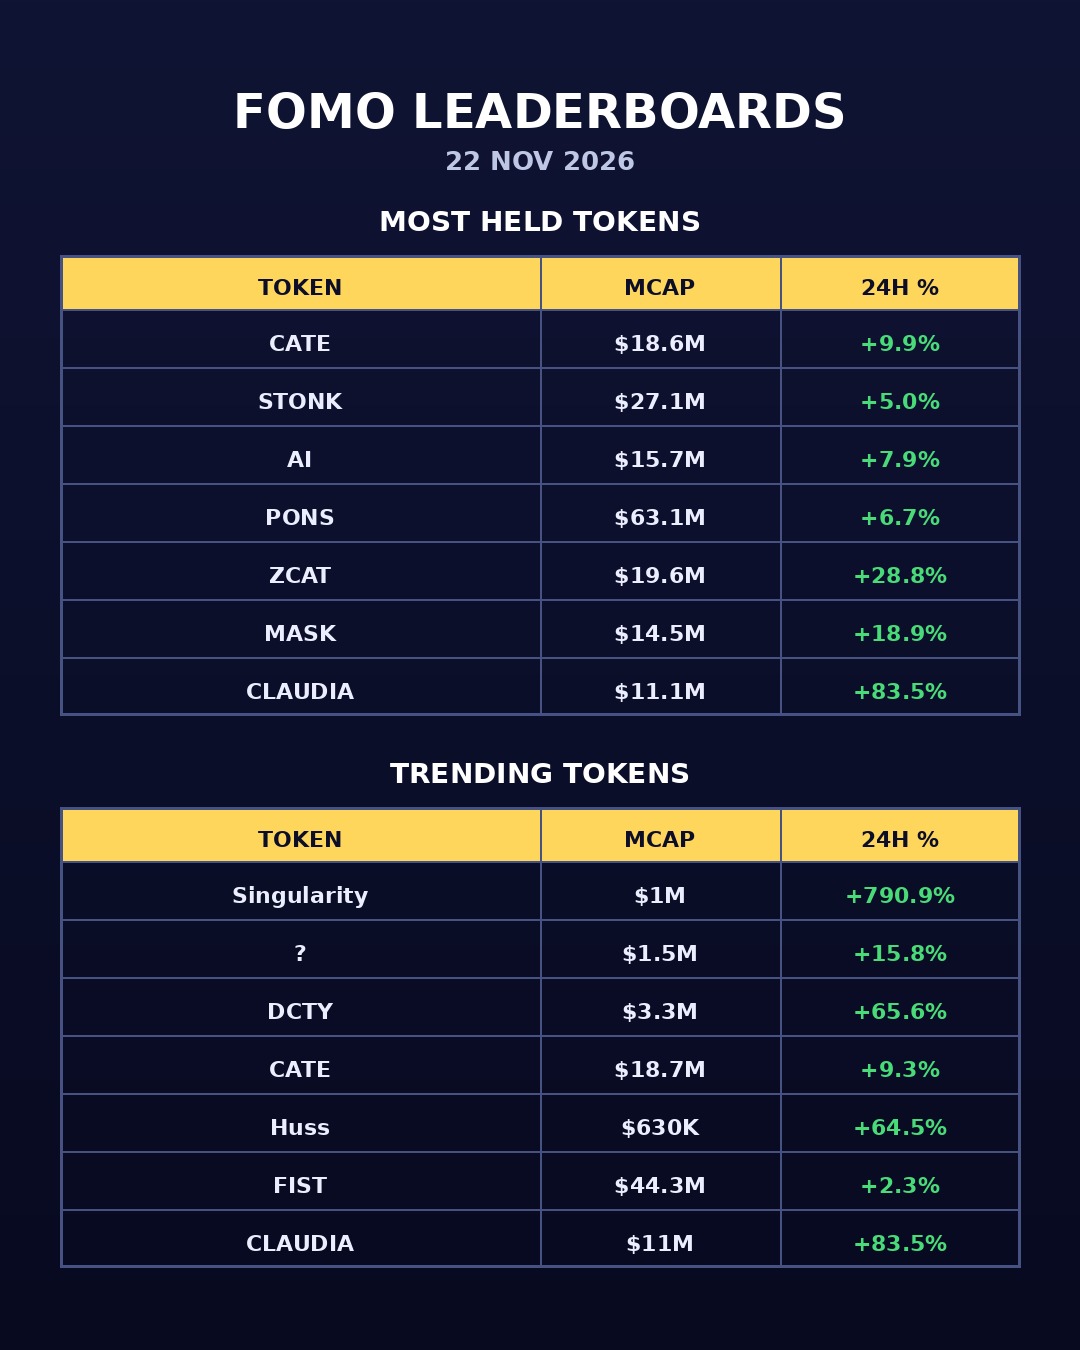 FOMO LEADERBOARDS
22 NOV 2026
MOST HELD TOKENS
TOKEN MCAP 24H %
CATE $18.6M +9.9%
STONK $27.1M +5.0%
AI $15.7M +7.9%
PONS $63.1M +6.7%
ZCAT $19.6M +28.8%
MASK $14.5M +18.9%
CLAUDIA $11.1M +83.5%
TRENDING TOKENS
TOKEN MCAP 24H %
Singularity $1M +790.9%
? $1.5M +15.8%
DCTY $3.3M +65.6%
CATE $18.7M +9.3%
Huss $630K +64.5%
FIST $44.3M +2.3%
CLAUDIA $11M +83.5%